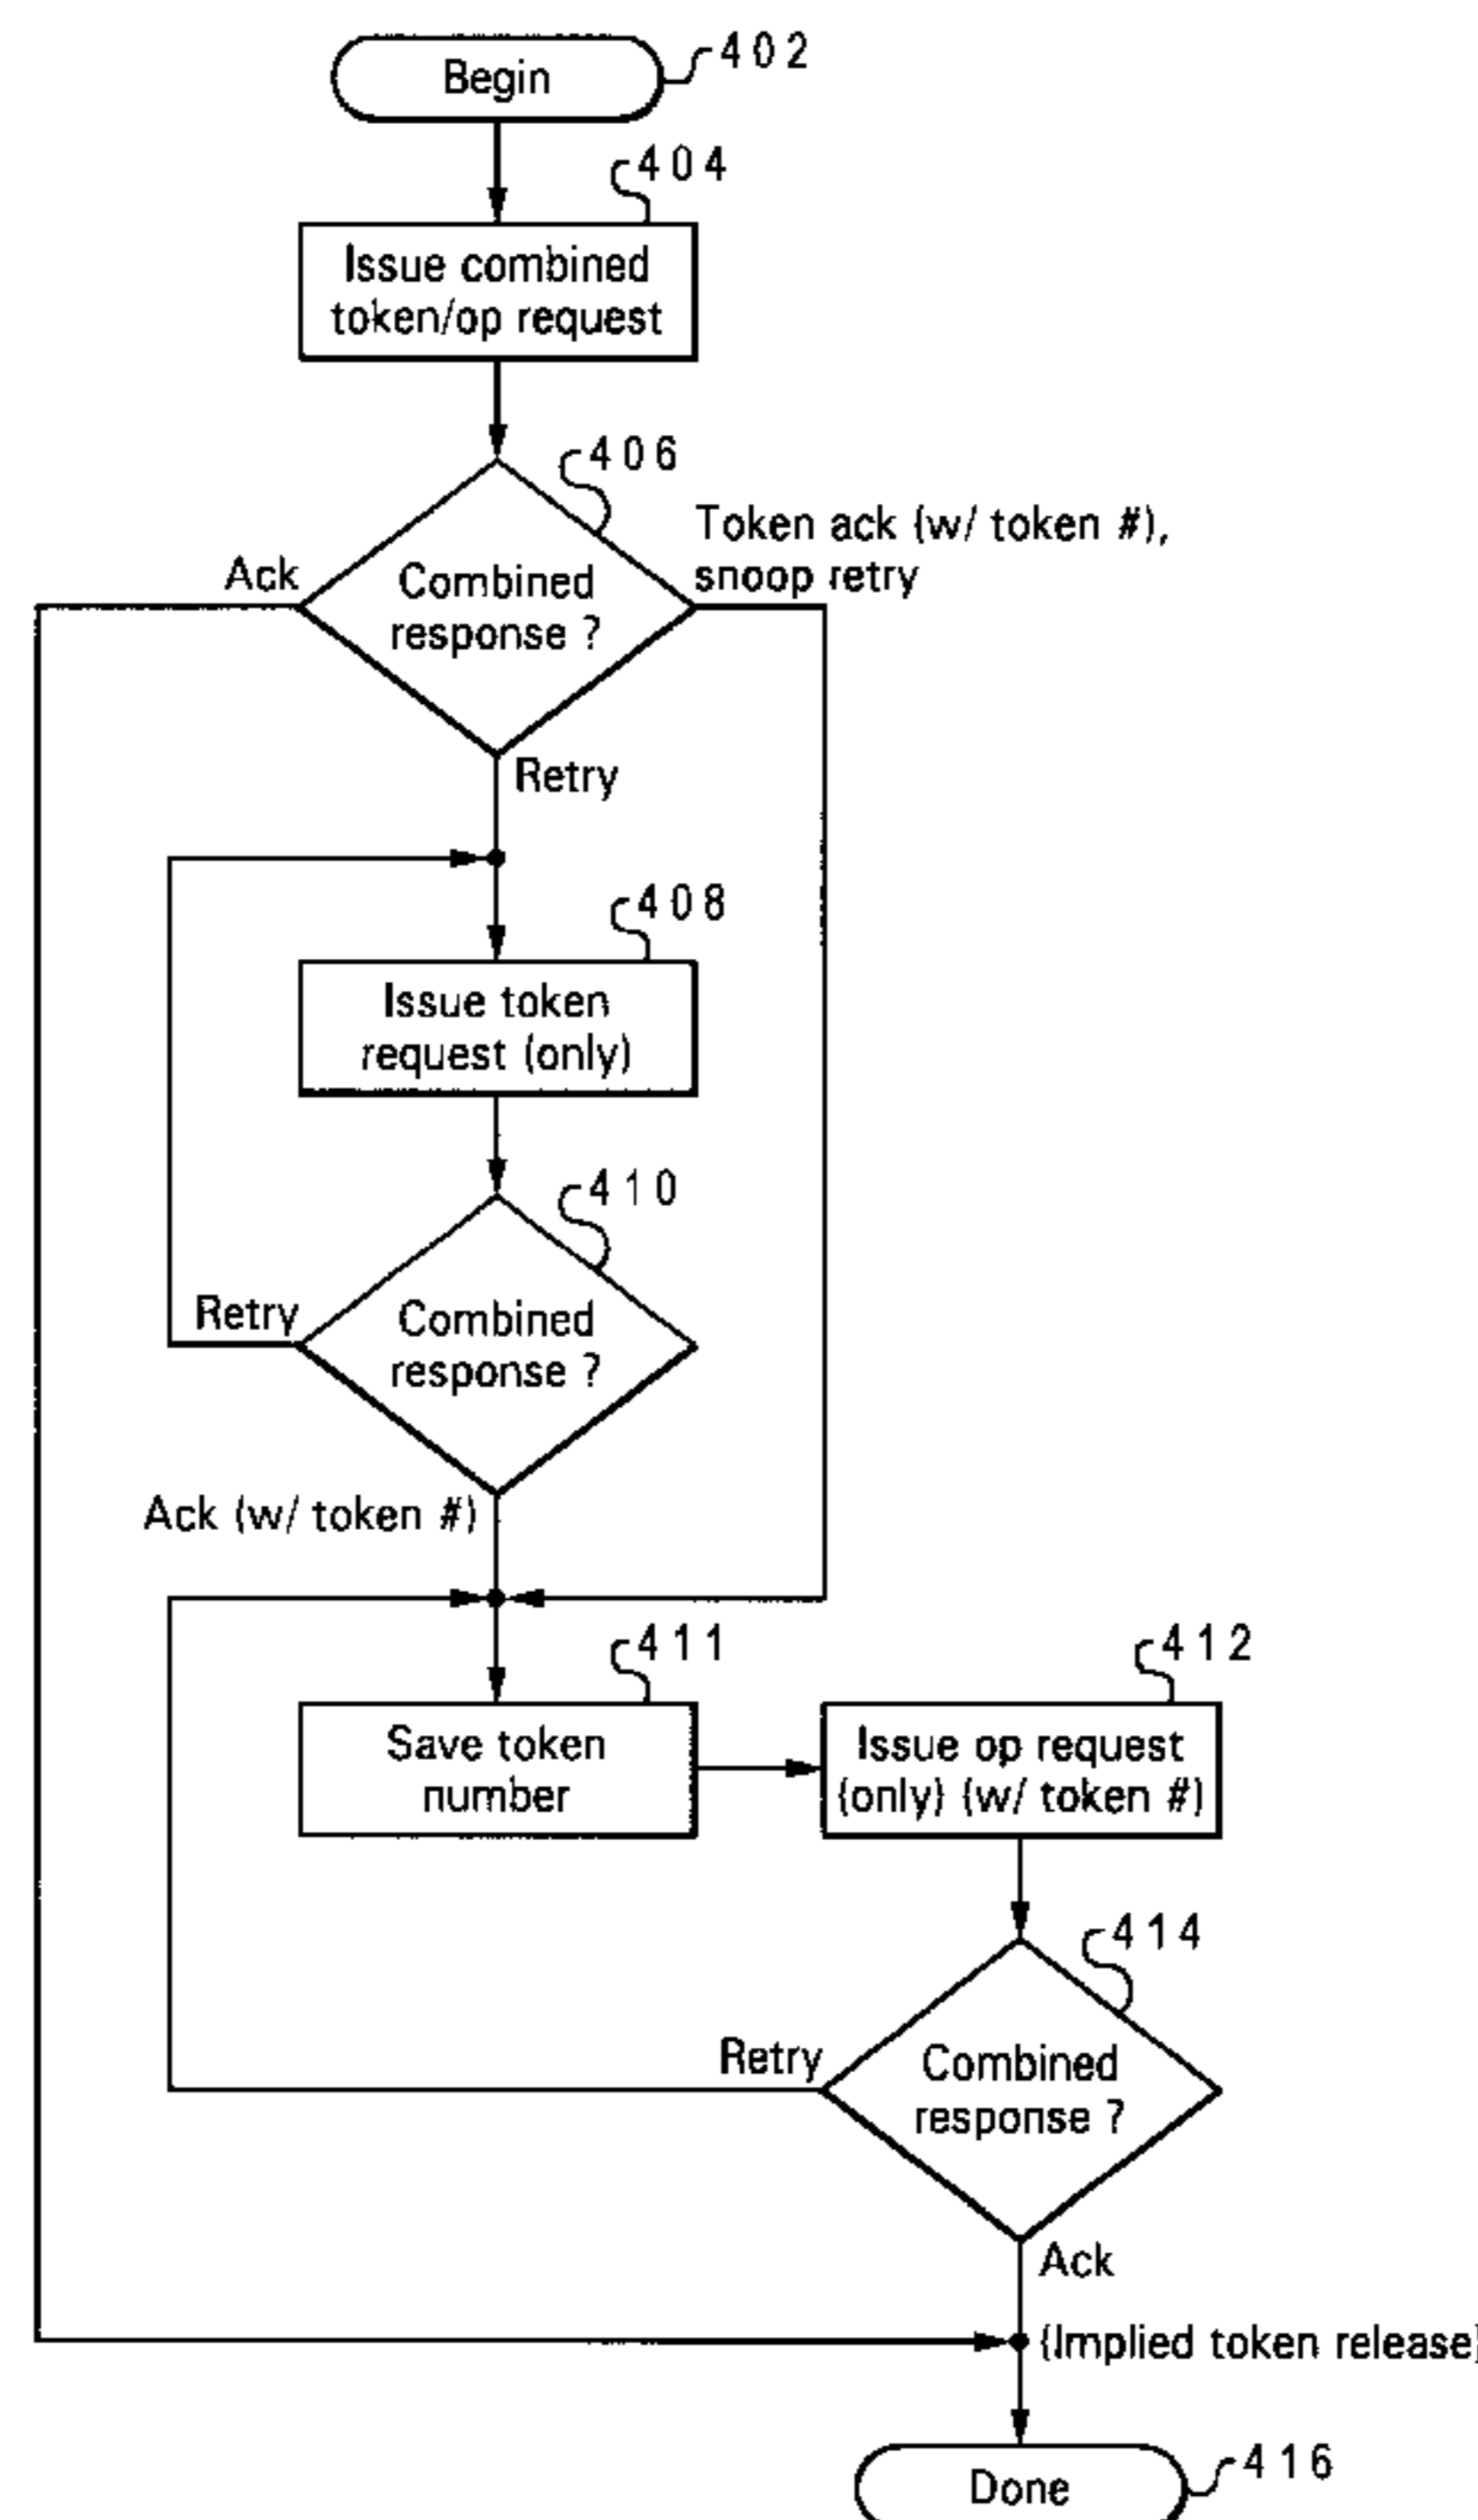 Begin
402
404
Issue combined
token/op request
406
Token ack (w/ token #),
snoop retry
Ack
Combined
response ?
Retry
408
Issue token
request (only)
410
Retry
Combined
response ?
Ack (w/ token #)
411
412
Save token
number
Issue op request
(only) (w/ token #)
414
Retry
Combined
response ?
Ack
(Implied token release)
Done
416